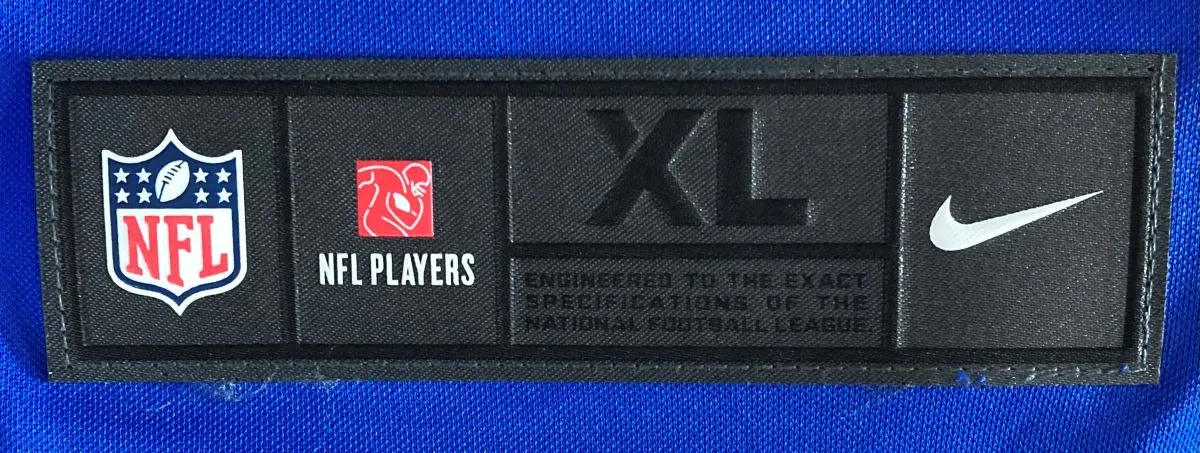 NFL
NFL PLAYERS
XL
ENGINEERED TO THE EXACT
SPECIFICATIONS OF THE
NATIONAL FOOTBALL LEAGUE.